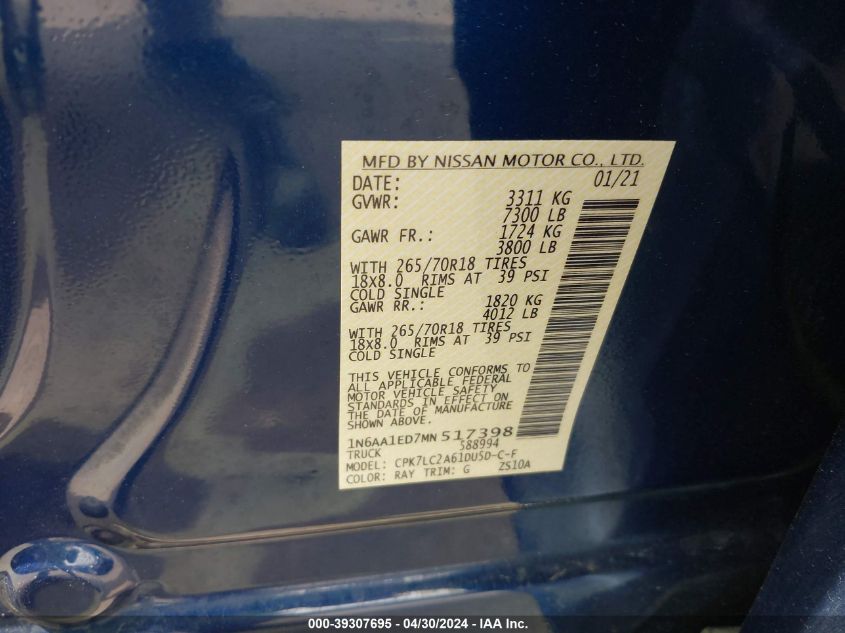 MFD BY NISSAN MOTOR CO., LTD.
DATE: 01/21
GVWR: 3311 KG
7300 LB
GAWR FR.: 1724 KG
3800 LB
WITH 265/70R18 TIRES
18X8.0 RIMS AT 39 PSI
COLD SINGLE
GAWR RR.: 1820 KG
4012 LB
WITH 265/70R18 TIRES
18X8.0 RIMS AT 39 PSI
COLD SINGLE
THIS VEHICLE CONFORMS TO
ALL APPLICABLE FEDERAL
MOTOR VEHICLE SAFETY
STANDARDS IN EFFECT ON
THE DATE OF MANUFACTURE
1N6AA1ED7MN517398
TRUCK 588994
MODEL: CPK7LC2A61DU5D-C-F
COLOR: RAY TRIM: G ZS10A
000-39307695 - 04/30/2024 - IAA Inc.